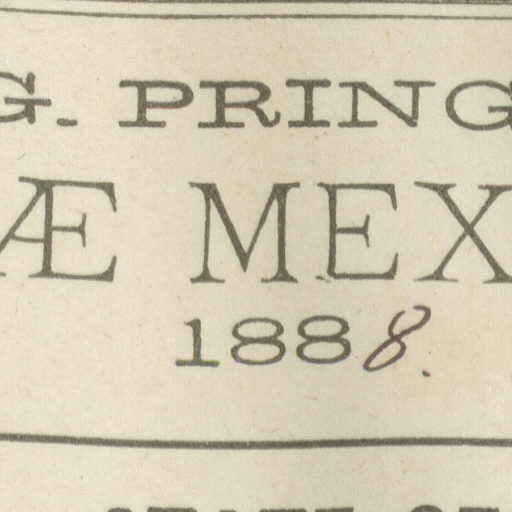 G. PRING
Æ MEX
1888.